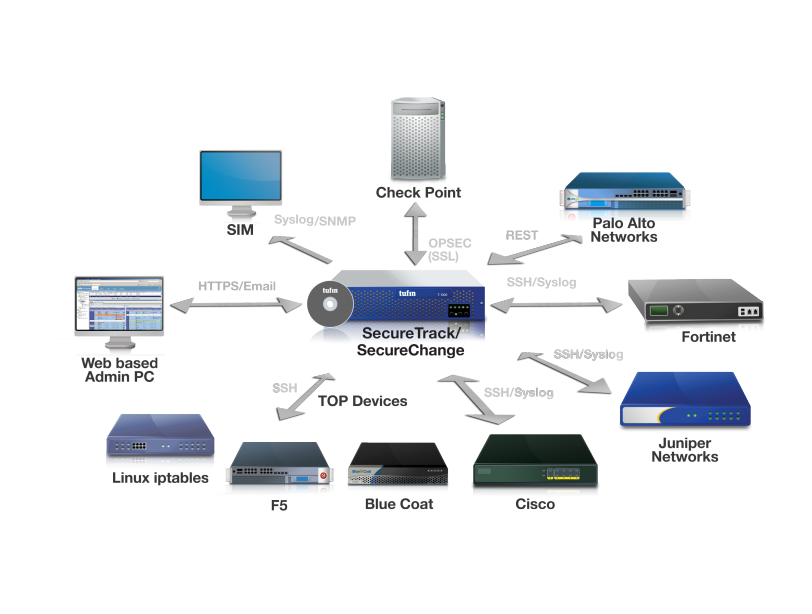 Check Point
SIM
Syslog/SNMP
OPSEC
(SSL)
REST
Palo Alto
Networks
HTTPS/Email
tufin
tufin
SSH/Syslog
SecureTrack/
SecureChange
Fortinet
Web based
Admin PC
SSH/Syslog
SSH
TOP Devices
SSH/Syslog
Juniper
Networks
Linux iptables
Blue Coat
F5
Blue Coat
Cisco